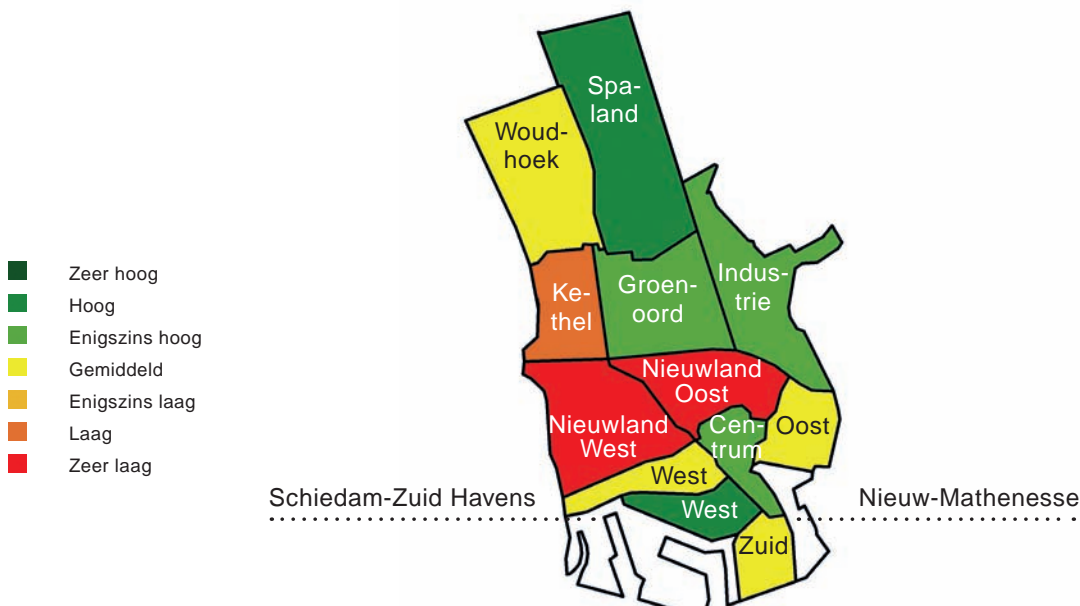 Spa-
land
Woud-
hoek
Zeer hoog
Hoog
Enigszins hoog
Gemiddeld
Enigszins laag
Laag
Zeer laag
Ke-
thel
Groen-
oord
Indus-
trie
Nieuwland
Oost
Nieuwland
West
Cen-
trum
Oost
West
West
Schiedam-Zuid Havens
Nieuw-Mathenesse
Zuid